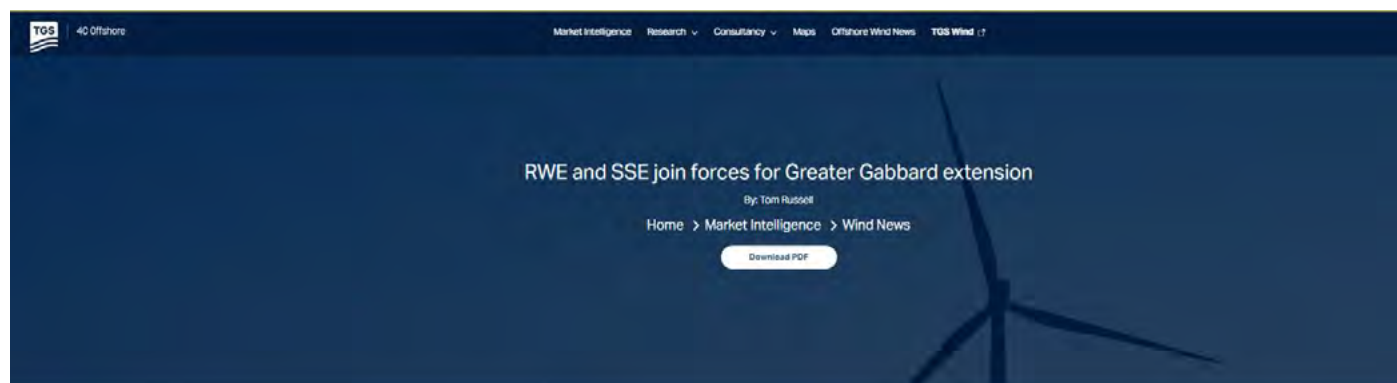 TGS 4C Offshore Market Intelligence Research Consultancy Maps Offshore Wind News TGS Wind
RWE and SSE join forces for Greater Gabbard extension
By: Tom Russell
Home > Market Intelligence > Wind News
Download PDF